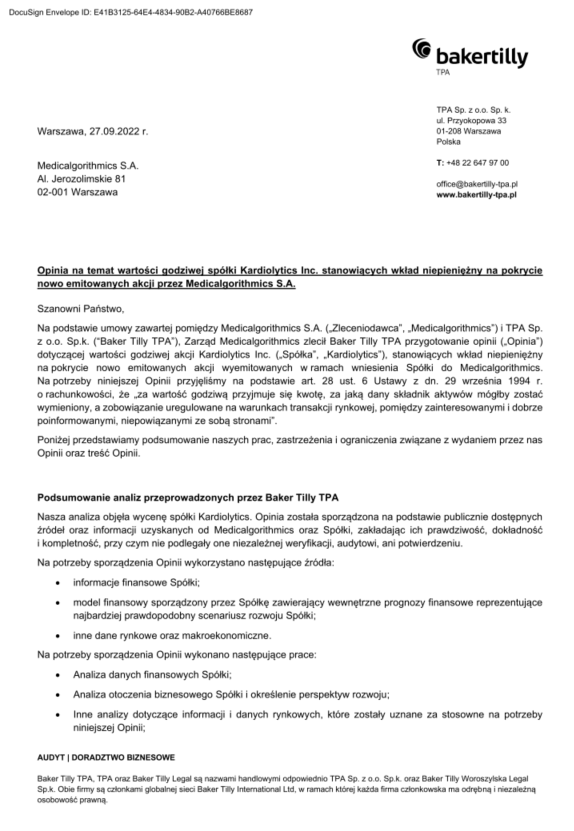 DocuSign Envelope ID: E41B3125-64E4-4834-90B2-A40766BE8687
bakertilly
TPA
TPA Sp. z o.o. Sp. k.
ul. Przyokopowa 33
01-208 Warszawa
Polska
T: +48 22 647 97 00
office@bakertilly-tpa.pl
www.bakertilly-tpa.pl
Warszawa, 27.09.2022 r.
Medicalgorithmics S.A.
Al. Jerozolimskie 81
02-001 Warszawa
Opinia na temat wartości godziwej spółki Kardiolytics Inc. stanowiących wkład niepieniężny na pokrycie
nowo emitowanych akcji przez Medicalgorithmics S.A.
Szanowni Państwo,
Na podstawie umowy zawartej pomiędzy Medicalgorithmics S.A. („Zleceniodawca”, „Medicalgorithmics”) i TPA Sp.
z o.o. Sp.k. (“Baker Tilly TPA”), Zarząd Medicalgorithmics zlecił Baker Tilly TPA przygotowanie opinii („Opinia”)
dotyczącej wartości godziwej akcji Kardiolytics Inc. („Spółka”, „Kardiolytics”), stanowiących wkład niepieniężny
na pokrycie nowo emitowanych akcji wyemitowanych w ramach wniesienia Spółki do Medicalgorithmics.
Na potrzeby niniejszej Opinii przyjęliśmy na podstawie art. 28 ust. 6 Ustawy z dn. 29 września 1994 r.
o rachunkowości, że „za wartość godziwą przyjmuje się kwotę, za jaką dany składnik aktywów mógłby zostać
wymieniony, a zobowiązanie uregulowane na warunkach transakcji rynkowej, pomiędzy zainteresowanymi i dobrze
poinformowanymi, niepowiązanymi ze sobą stronami”.
Poniżej przedstawiamy podsumowanie naszych prac, zastrzeżenia i ograniczenia związane z wydaniem przez nas
Opinii oraz treść Opinii.
Podsumowanie analiz przeprowadzonych przez Baker Tilly TPA
Nasza analiza objęła wycenę spółki Kardiolytics. Opinia została sporządzona na podstawie publicznie dostępnych
źródeł oraz informacji uzyskanych od Medicalgorithmics oraz Spółki, zakładając ich prawdziwość, dokładność
i kompletność, przy czym nie podlegały one niezależnej weryfikacji, audytowi, ani potwierdzeniu.
Na potrzeby sporządzenia Opinii wykorzystano następujące źródła:
• informacje finansowe Spółki;
• model finansowy sporządzony przez Spółkę zawierający wewnętrzne prognozy finansowe reprezentujące
najbardziej prawdopodobny scenariusz rozwoju Spółki;
• inne dane rynkowe oraz makroekonomiczne.
Na potrzeby sporządzenia Opinii wykonano następujące prace:
• Analiza danych finansowych Spółki;
• Analiza otoczenia biznesowego Spółki i określenie perspektyw rozwoju;
• Inne analizy dotyczące informacji i danych rynkowych, które zostały uznane za stosowne na potrzeby
niniejszej Opinii;
AUDYT | DORADZTWO BIZNESOWE
Baker Tilly TPA, TPA oraz Baker Tilly Legal są nazwami handlowymi odpowiednio TPA Sp. z o.o. Sp.k. oraz Baker Tilly Woroszylska Legal
Sp.k. Obie firmy są członkami globalnej sieci Baker Tilly International Ltd, w ramach której każda firma członkowska ma odrębną i niezależną
osobowość prawną.